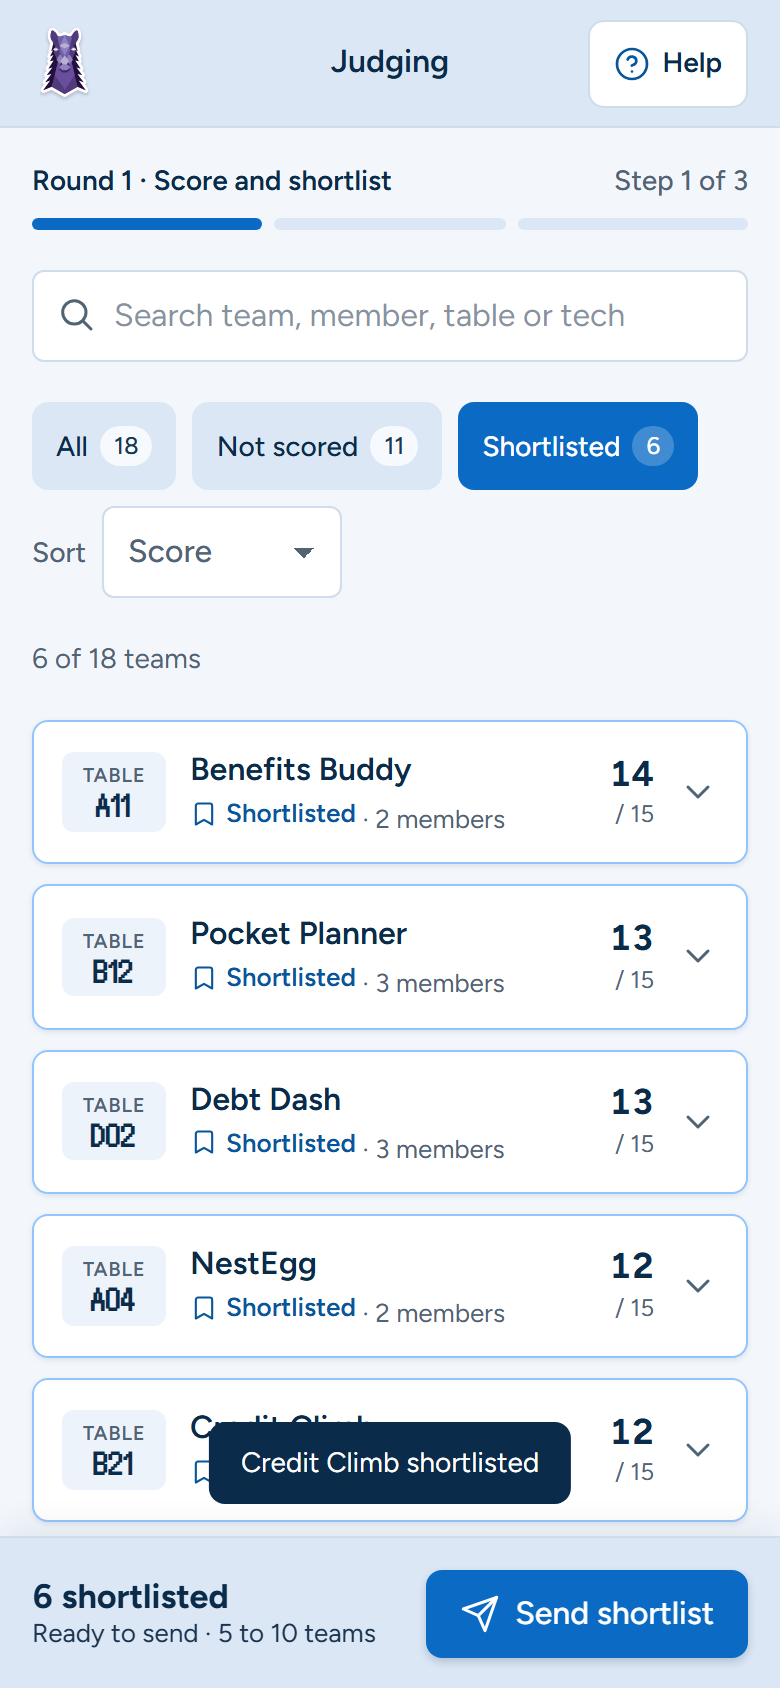 Judging
Help
Round 1 · Score and shortlist
Step 1 of 3
Search team, member, table or tech
All 18
Not scored 11
Shortlisted 6
Sort
Score
6 of 18 teams
TABLE
A11
Benefits Buddy
Shortlisted · 2 members
14
/ 15
TABLE
B12
Pocket Planner
Shortlisted · 3 members
13
/ 15
TABLE
D02
Debt Dash
Shortlisted · 3 members
13
/ 15
TABLE
A04
NestEgg
Shortlisted · 2 members
12
/ 15
TABLE
B21
Credit Climb
12
/ 15
Credit Climb shortlisted
6 shortlisted
Ready to send · 5 to 10 teams
Send shortlist